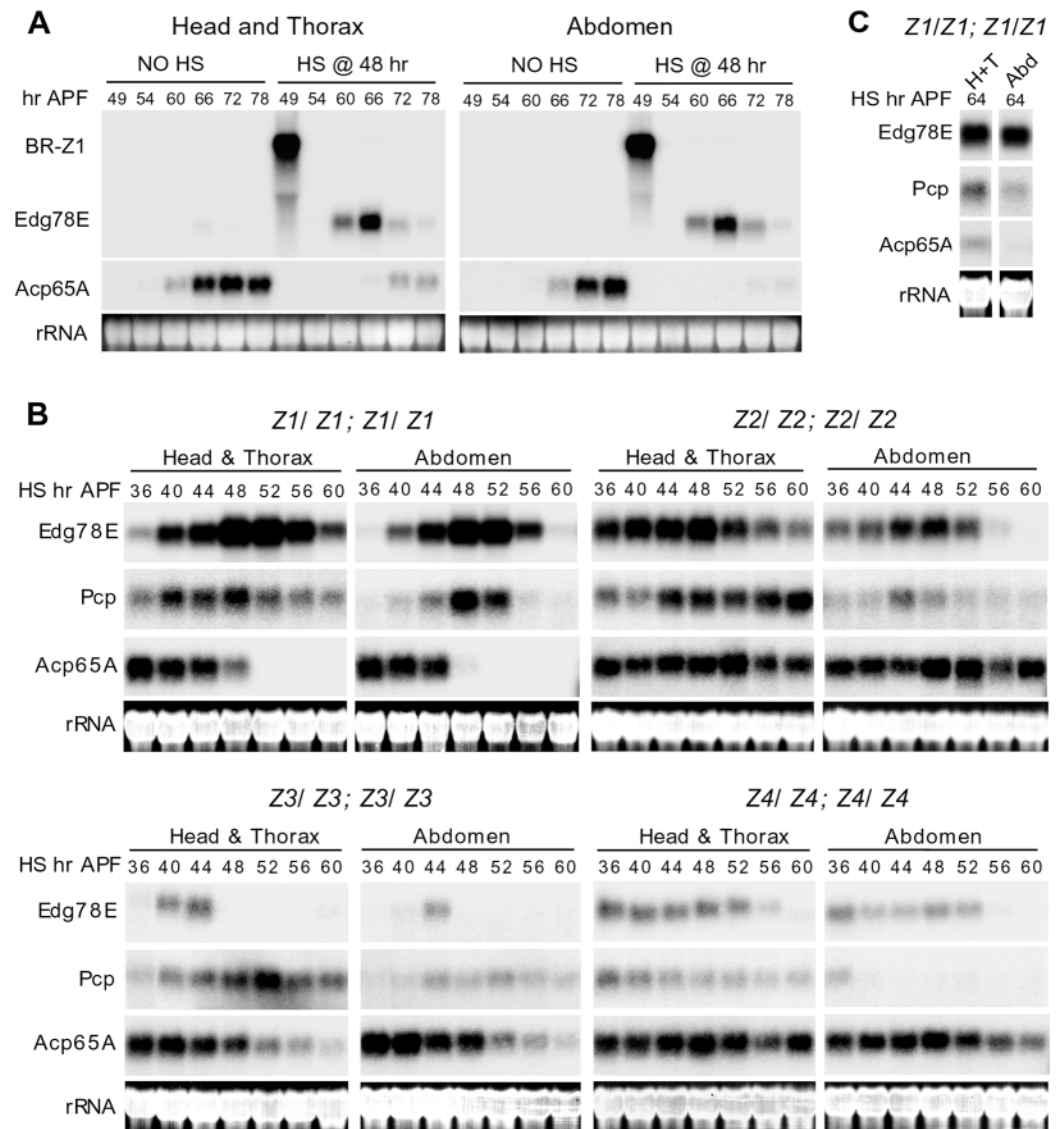 A
Head and Thorax Abdomen
NO HS HS @ 48 hr NO HS HS @ 48 hr
hr APF 49 54 60 66 72 78 49 54 60 66 72 78 49 54 60 66 72 78 49 54 60 66 72 78
BR-Z1
Edg78E
Acp65A
rRNA
C Z1/Z1; Z1/Z1
H+T Abd
HS hr APF 64 64
Edg78E
Pcp
Acp65A
rRNA
B
Z1/ Z1 ; Z1/ Z1 Z2/ Z2 ; Z2/ Z2
Head & Thorax Abdomen Head & Thorax Abdomen
HS hr APF 36 40 44 48 52 56 60 36 40 44 48 52 56 60 36 40 44 48 52 56 60 36 40 44 48 52 56 60
Edg78E
Pcp
Acp65A
rRNA
Z3/ Z3 ; Z3/ Z3 Z4/ Z4 ; Z4/ Z4
Head & Thorax Abdomen Head & Thorax Abdomen
HS hr APF 36 40 44 48 52 56 60 36 40 44 48 52 56 60 36 40 44 48 52 56 60 36 40 44 48 52 56 60
Edg78E
Pcp
Acp65A
rRNA